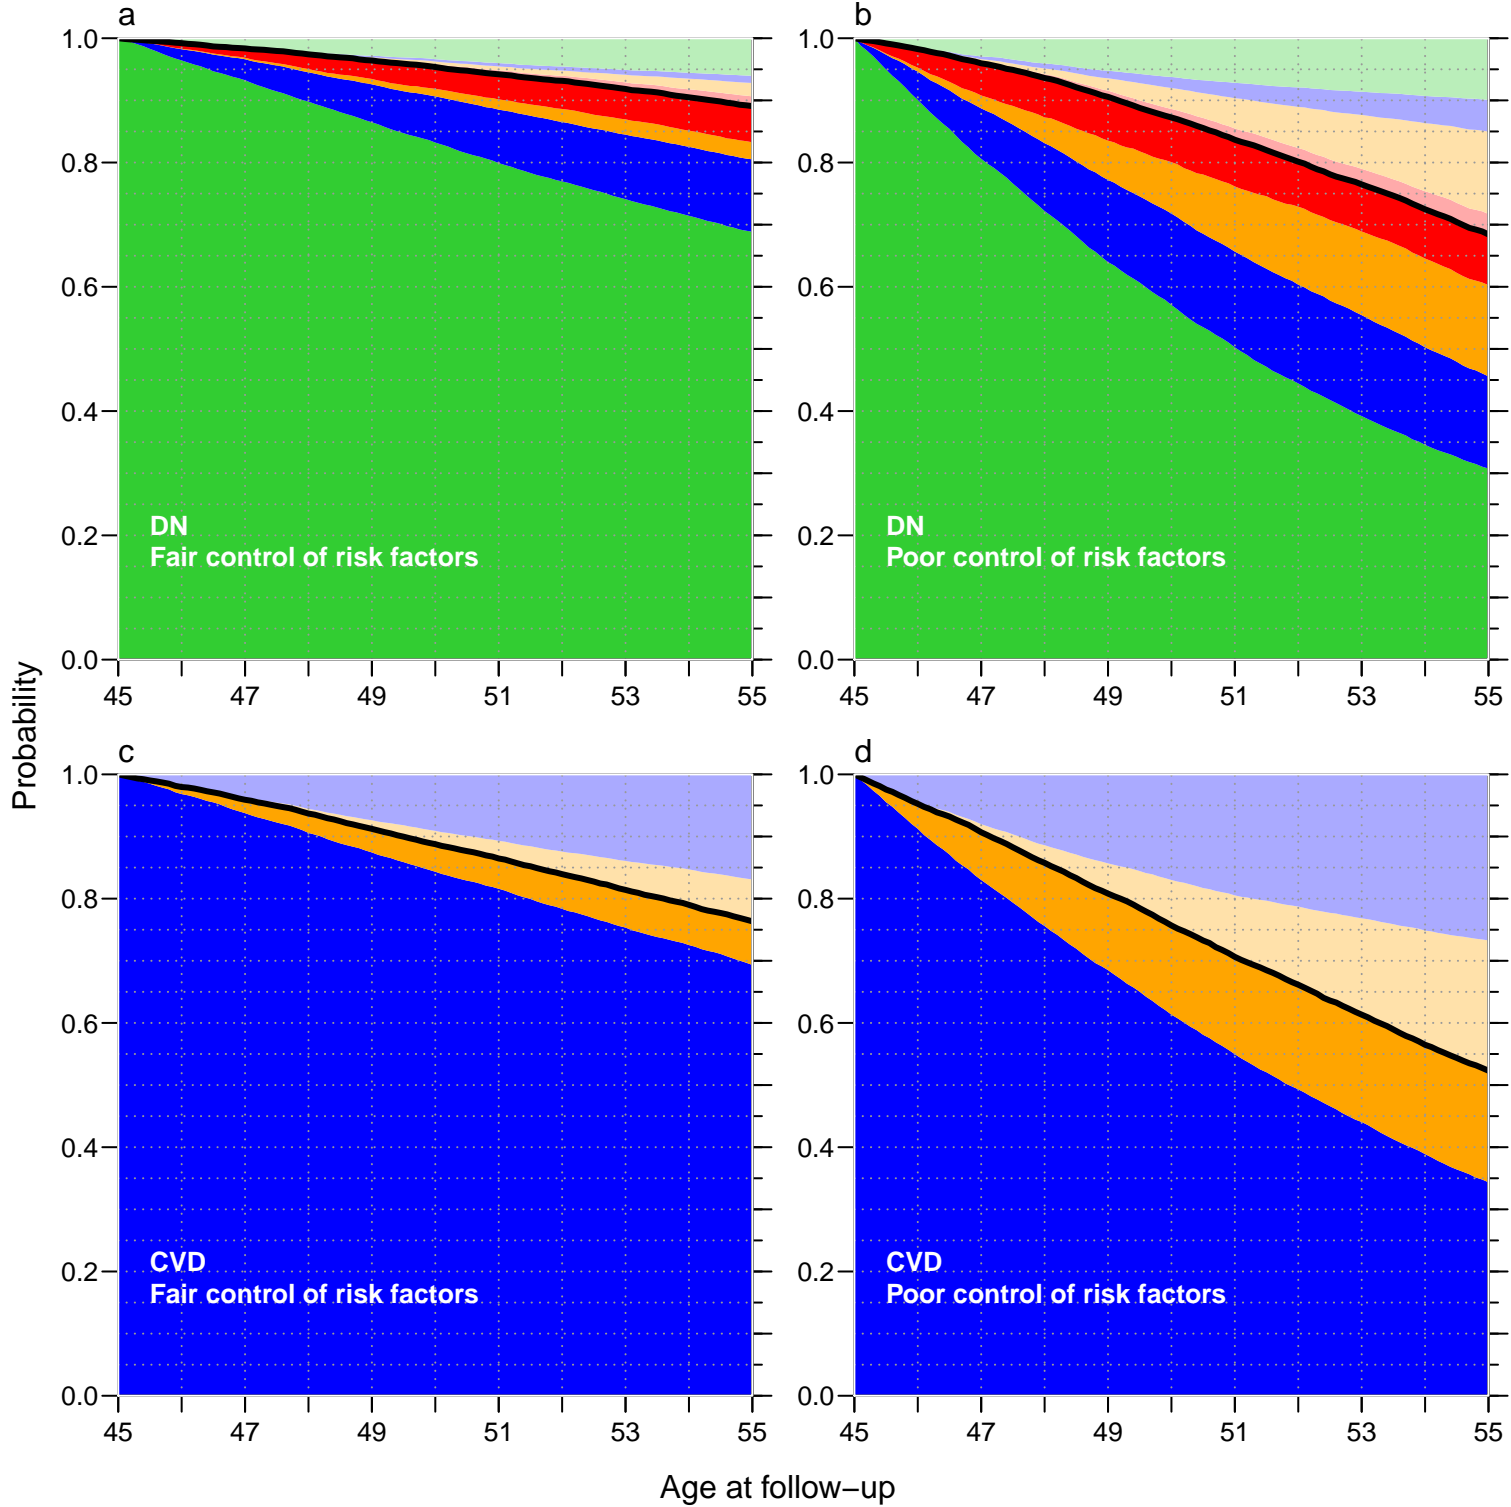 a
b
1.0
0.8
0.6
0.4
0.2
0.0
DN
Fair control of risk factors
45 47 49 51 53 55
1.0
0.8
0.6
0.4
0.2
0.0
DN
Poor control of risk factors
45 47 49 51 53 55
Probability
c
d
1.0
0.8
0.6
0.4
0.2
0.0
CVD
Fair control of risk factors
45 47 49 51 53 55
1.0
0.8
0.6
0.4
0.2
0.0
CVD
Poor control of risk factors
45 47 49 51 53 55
Age at follow−up